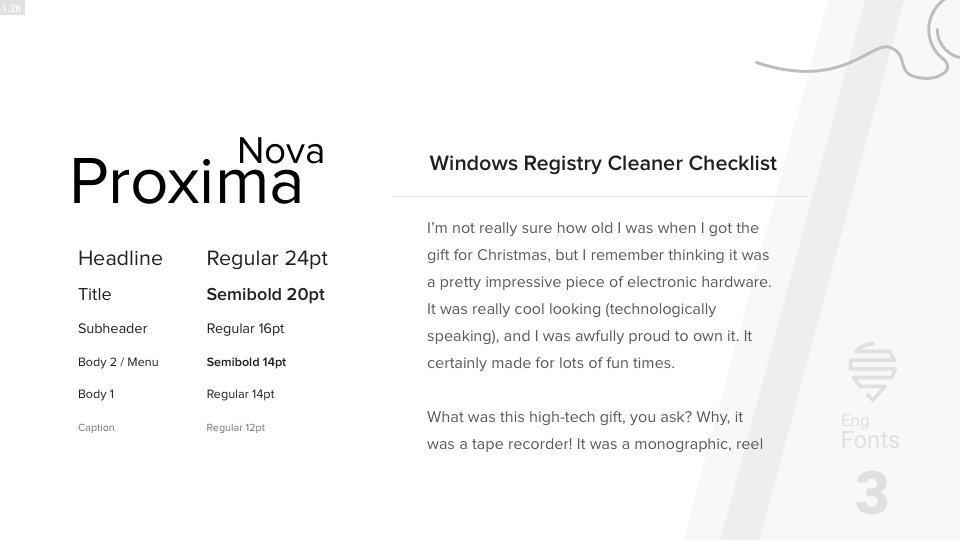 1.28
Nova
Proxima
Headline Regular 24pt
Title Semibold 20pt
Subheader Regular 16pt
Body 2 / Menu Semibold 14pt
Body 1 Regular 14pt
Caption Regular 12pt
Windows Registry Cleaner Checklist
I’m not really sure how old I was when I got the
gift for Christmas, but I remember thinking it was
a pretty impressive piece of electronic hardware.
It was really cool looking (technologically
speaking), and I was awfully proud to own it. It
certainly made for lots of fun times.
What was this high-tech gift, you ask? Why, it
was a tape recorder! It was a monographic, reel
Eng
Fonts
3